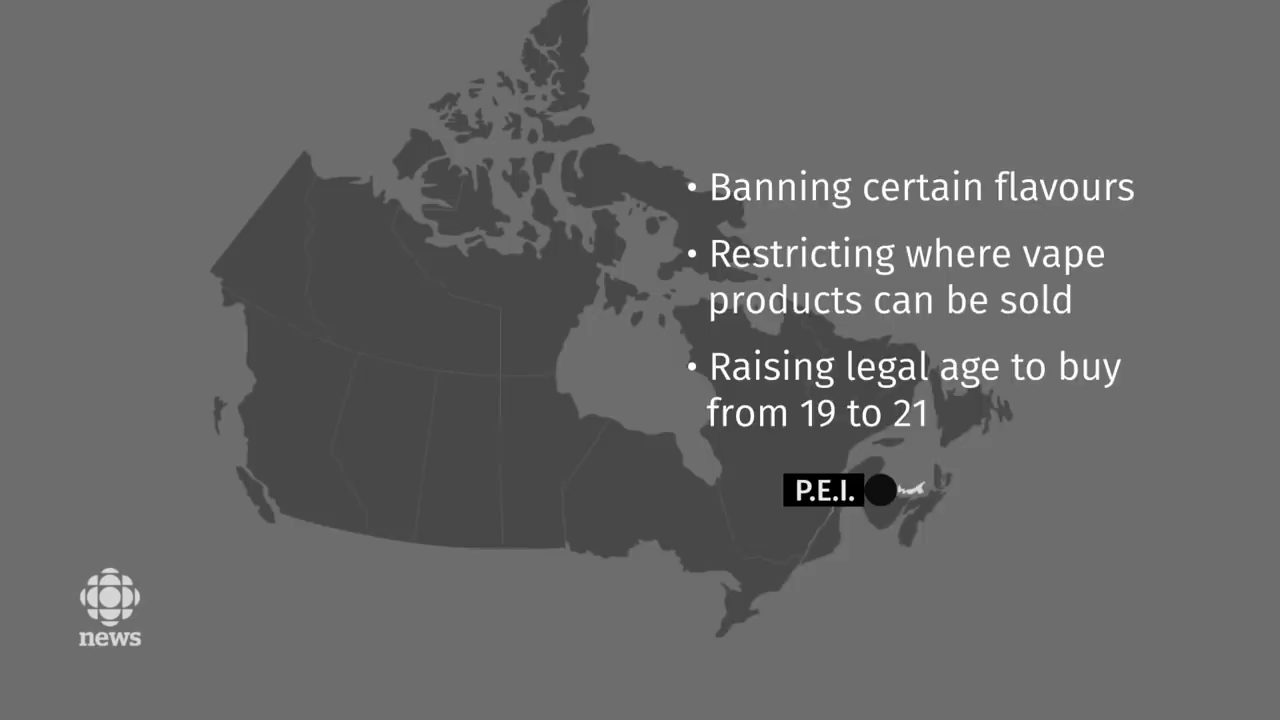 • Banning certain flavours
• Restricting where vape
products can be sold
• Raising legal age to buy
from 19 to 21
P.E.I.
news